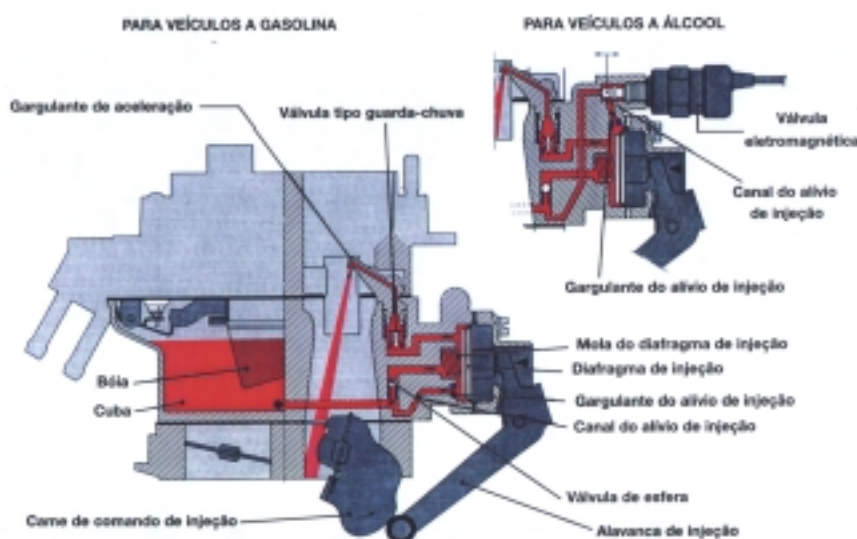 PARA VEÍCULOS A GASOLINA
PARA VEÍCULOS A ÁLCOOL
Gargulante de aceleração
Válvula tipo guarda-chuva
Válvula
eletromagnética
Canal do alívio
de injeção
Gargulante do alívio de injeção
Mola do diafragma de injeção
Diafragma de injeção
Gargulante do alívio de injeção
Canal do alívio de injeção
Bóia
Cuba
Válvula de esfera
Came de comando de injeção
Alavanca de injeção